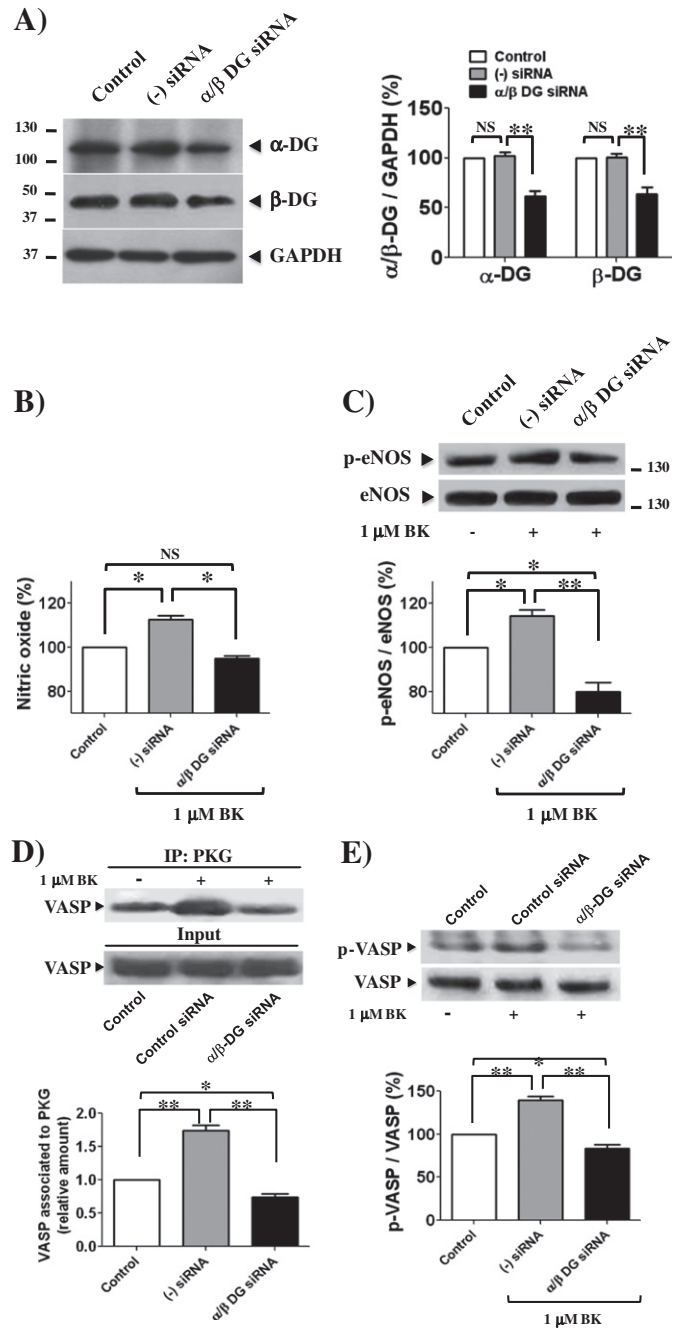 A)
Control
(-) siRNA
α/β DG siRNA
130
100
50
37
37
α-DG
β-DG
GAPDH
Control
(-) siRNA
α/β DG siRNA
α/β-DG / GAPDH (%)
150
100
50
0
NS
**
NS
**
α-DG
β-DG
B)
Nitric oxide (%)
120
100
80
NS
*
*
Control
(-) siRNA
α/β DG siRNA
1 μM BK
C)
Control
(-) siRNA
α/β DG siRNA
p-eNOS
130
eNOS
130
1 μM BK
-
+
+
p-eNOS / eNOS (%)
120
100
80
*
*
**
Control
(-) siRNA
α/β DG siRNA
1 μM BK
D)
IP: PKG
1 μM BK
-
+
+
VASP
Input
VASP
Control
Control siRNA
α/β-DG siRNA
VASP associated to PKG
(relative amount)
2.0
1.5
1.0
0.5
0.0
*
**
**
Control
(-) siRNA
α/β DG siRNA
E)
Control
Control siRNA
α/β-DG siRNA
p-VASP
VASP
1 μM BK
-
+
+
p-VASP / VASP (%)
150
100
50
0
*
**
**
Control
(-) siRNA
α/β DG siRNA
1 μM BK